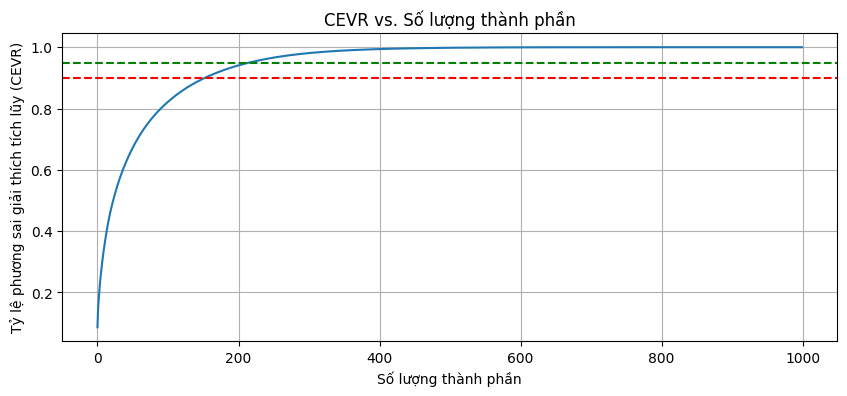 CEVR vs. Số lượng thành phần
Tỷ lệ phương sai giải thích tích lũy (CEVR)
1.0
0.8
0.6
0.4
0.2
0 200 400 600 800 1000
Số lượng thành phần